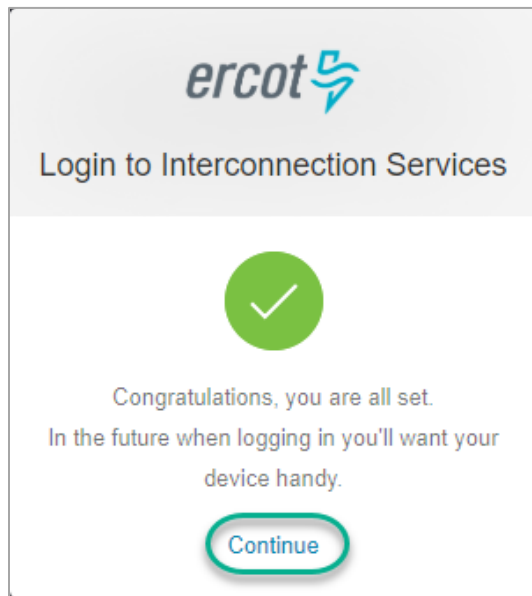 ercot
Login to Interconnection Services
Congratulations, you are all set.
In the future when logging in you'll want your
device handy.
Continue